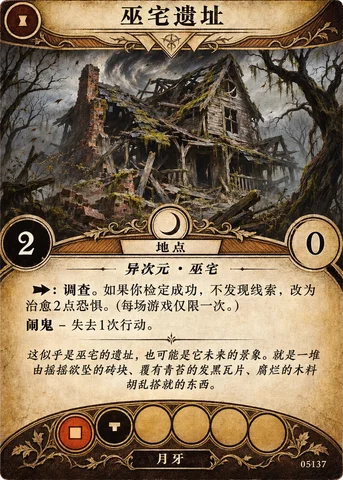 巫宅遗址
2
地点
0
异次元·巫宅
：调查。如果你检定成功，不发现线索，改为
治愈2点恐惧。（每场游戏仅限一次。）
闹鬼 – 失去1次行动。
这似乎是巫宅的遗址，也可能是它未来的景象。就是一堆
由摇摇欲坠的砖块、覆有青苔的发黑瓦片、腐烂的木料
胡乱搭就的东西。
月牙
05137